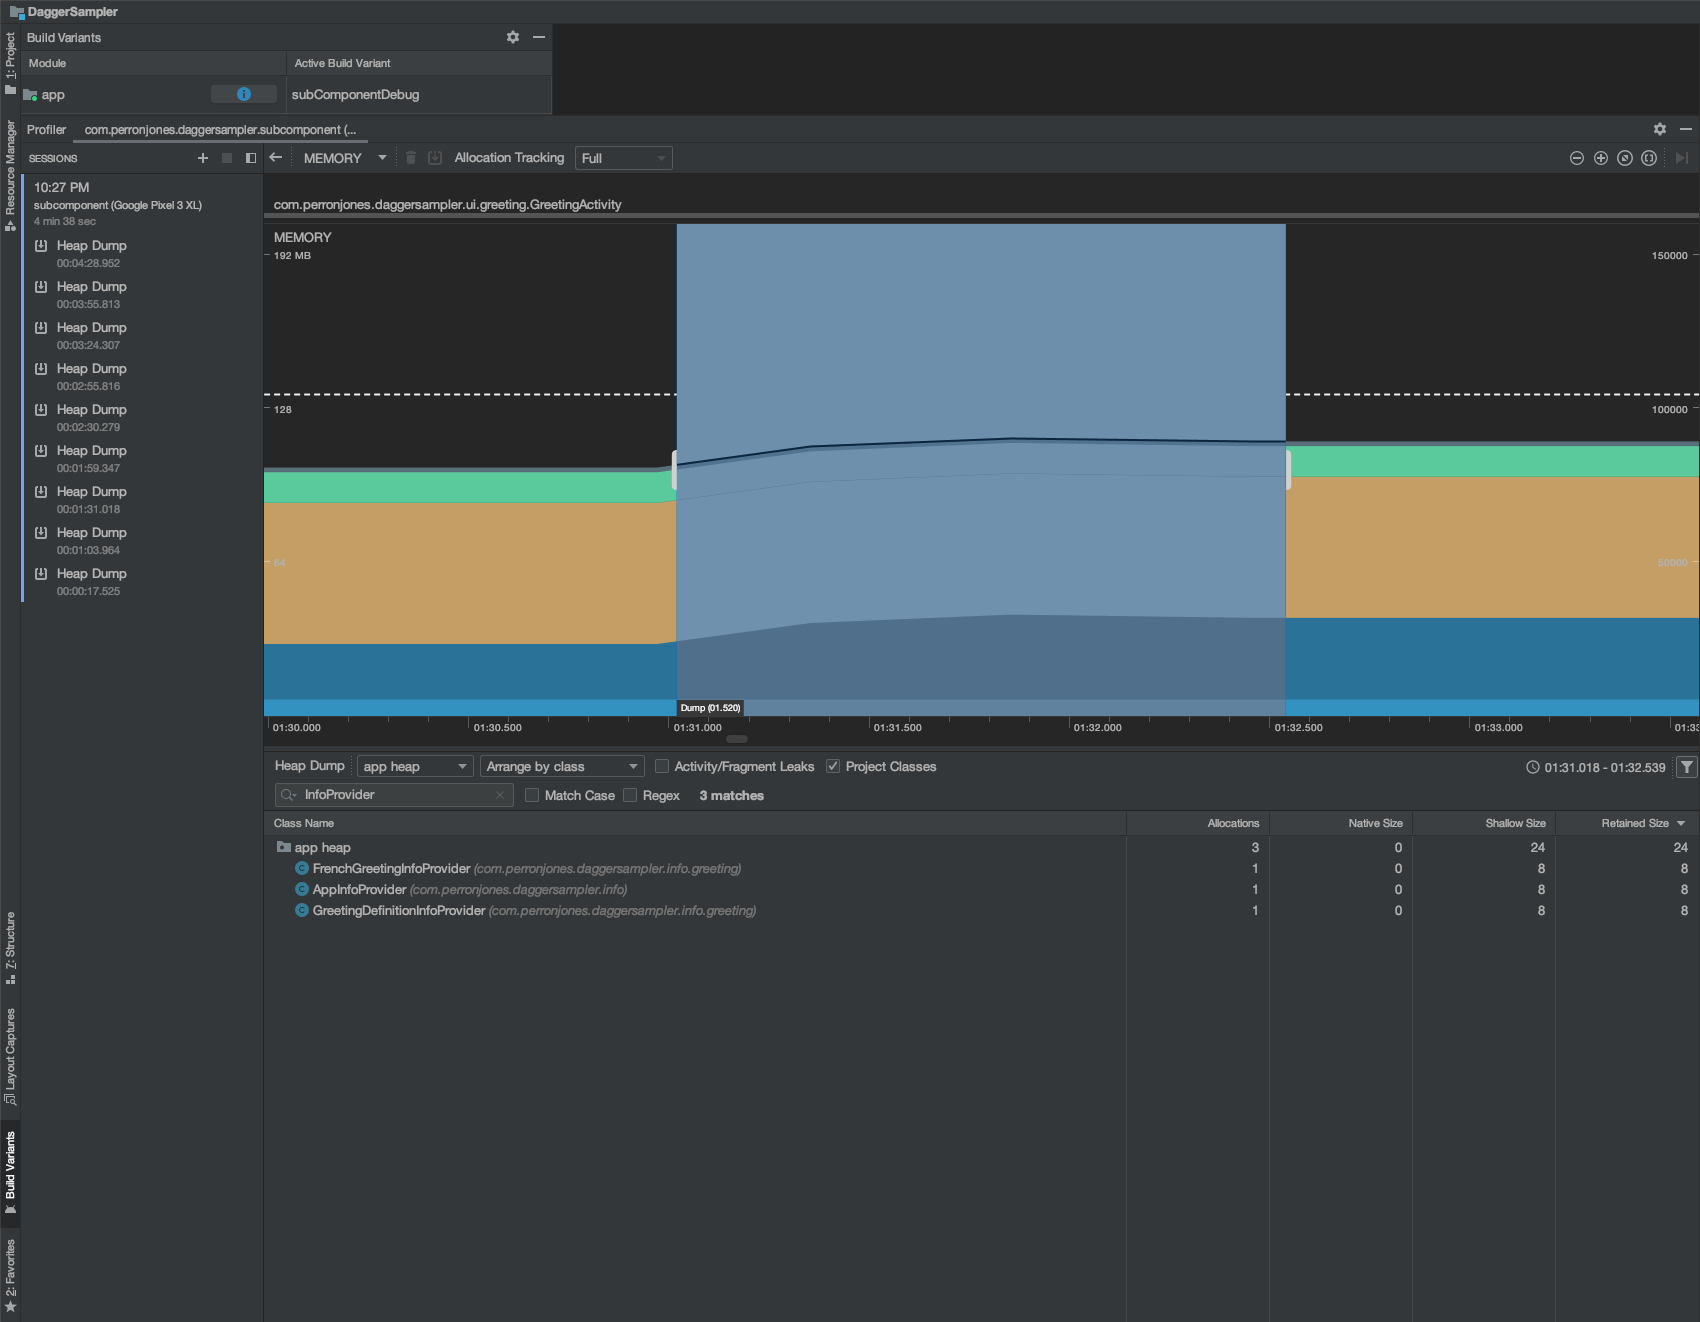 DaggerSampler
Build Variants
Module
Active Build Variant
app
subComponentDebug
1: Project
Resource Manager
7: Structure
Layout Captures
Build Variants
2: Favorites
Profiler
com.perronjones.daggersampler.subcomponent (...
SESSIONS
MEMORY
Allocation Tracking
Full
10:27 PM
subcomponent (Google Pixel 3 XL)
4 min 38 sec
Heap Dump
00:04:28.952
Heap Dump
00:03:55.813
Heap Dump
00:03:24.307
Heap Dump
00:02:55.816
Heap Dump
00:02:30.279
Heap Dump
00:01:59.347
Heap Dump
00:01:31.018
Heap Dump
00:01:03.964
Heap Dump
00:00:17.525
com.perronjones.daggersampler.ui.greeting.GreetingActivity
MEMORY
192 MB
150000
128
100000
64
50000
Dump (01.520)
01:30.000
01:30.500
01:31.000
01:31.500
01:32.000
01:32.500
01:33.000
Heap Dump
app heap
Arrange by class
Activity/Fragment Leaks
Project Classes
01:31.018 - 01:32.539
InfoProvider
Match Case
Regex
3 matches
Class Name
Allocations
Native Size
Shallow Size
Retained Size
app heap 3 0 24 24
FrenchGreetingInfoProvider (com.perronjones.daggersampler.info.greeting) 1 0 8 8
AppInfoProvider (com.perronjones.daggersampler.info) 1 0 8 8
GreetingDefinitionInfoProvider (com.perronjones.daggersampler.info.greeting) 1 0 8 8